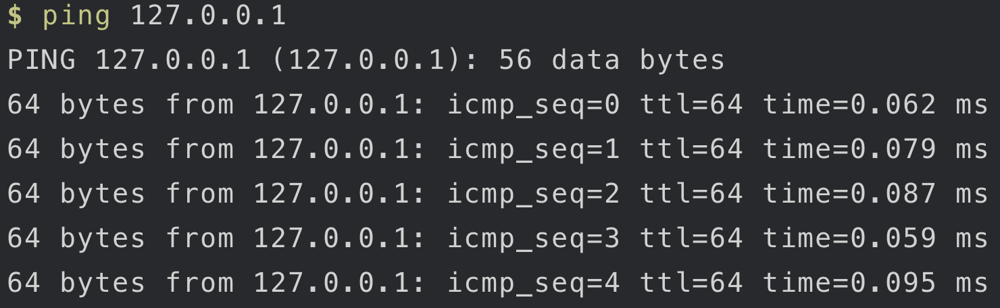 $ ping 127.0.0.1
PING 127.0.0.1 (127.0.0.1): 56 data bytes
64 bytes from 127.0.0.1: icmp_seq=0 ttl=64 time=0.062 ms
64 bytes from 127.0.0.1: icmp_seq=1 ttl=64 time=0.079 ms
64 bytes from 127.0.0.1: icmp_seq=2 ttl=64 time=0.087 ms
64 bytes from 127.0.0.1: icmp_seq=3 ttl=64 time=0.059 ms
64 bytes from 127.0.0.1: icmp_seq=4 ttl=64 time=0.095 ms